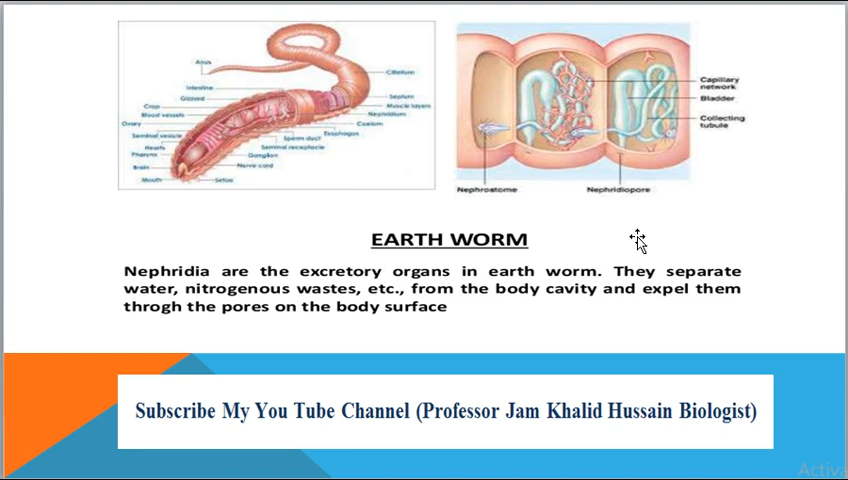 Anus
Intestine
Gizzard
Crop
Blood vessels
Ovary
Seminal vesicle
Hearts
Pharynx
Brain
Mouth
Setae
Nerve cord
Ganglion
Seminal receptacle
Sperm duct
Esophagus
Coelom
Nephridium
Muscle layers
Septum
Clitellum
Capillary
network
Bladder
Collecting
tubule
Nephrostome
Nephridiopore
EARTH WORM
Nephridia are the excretory organs in earth worm. They separate
water, nitrogenous wastes, etc., from the body cavity and expel them
throgh the pores on the body surface
Subscribe My You Tube Channel (Professor Jam Khalid Hussain Biologist)
Activa